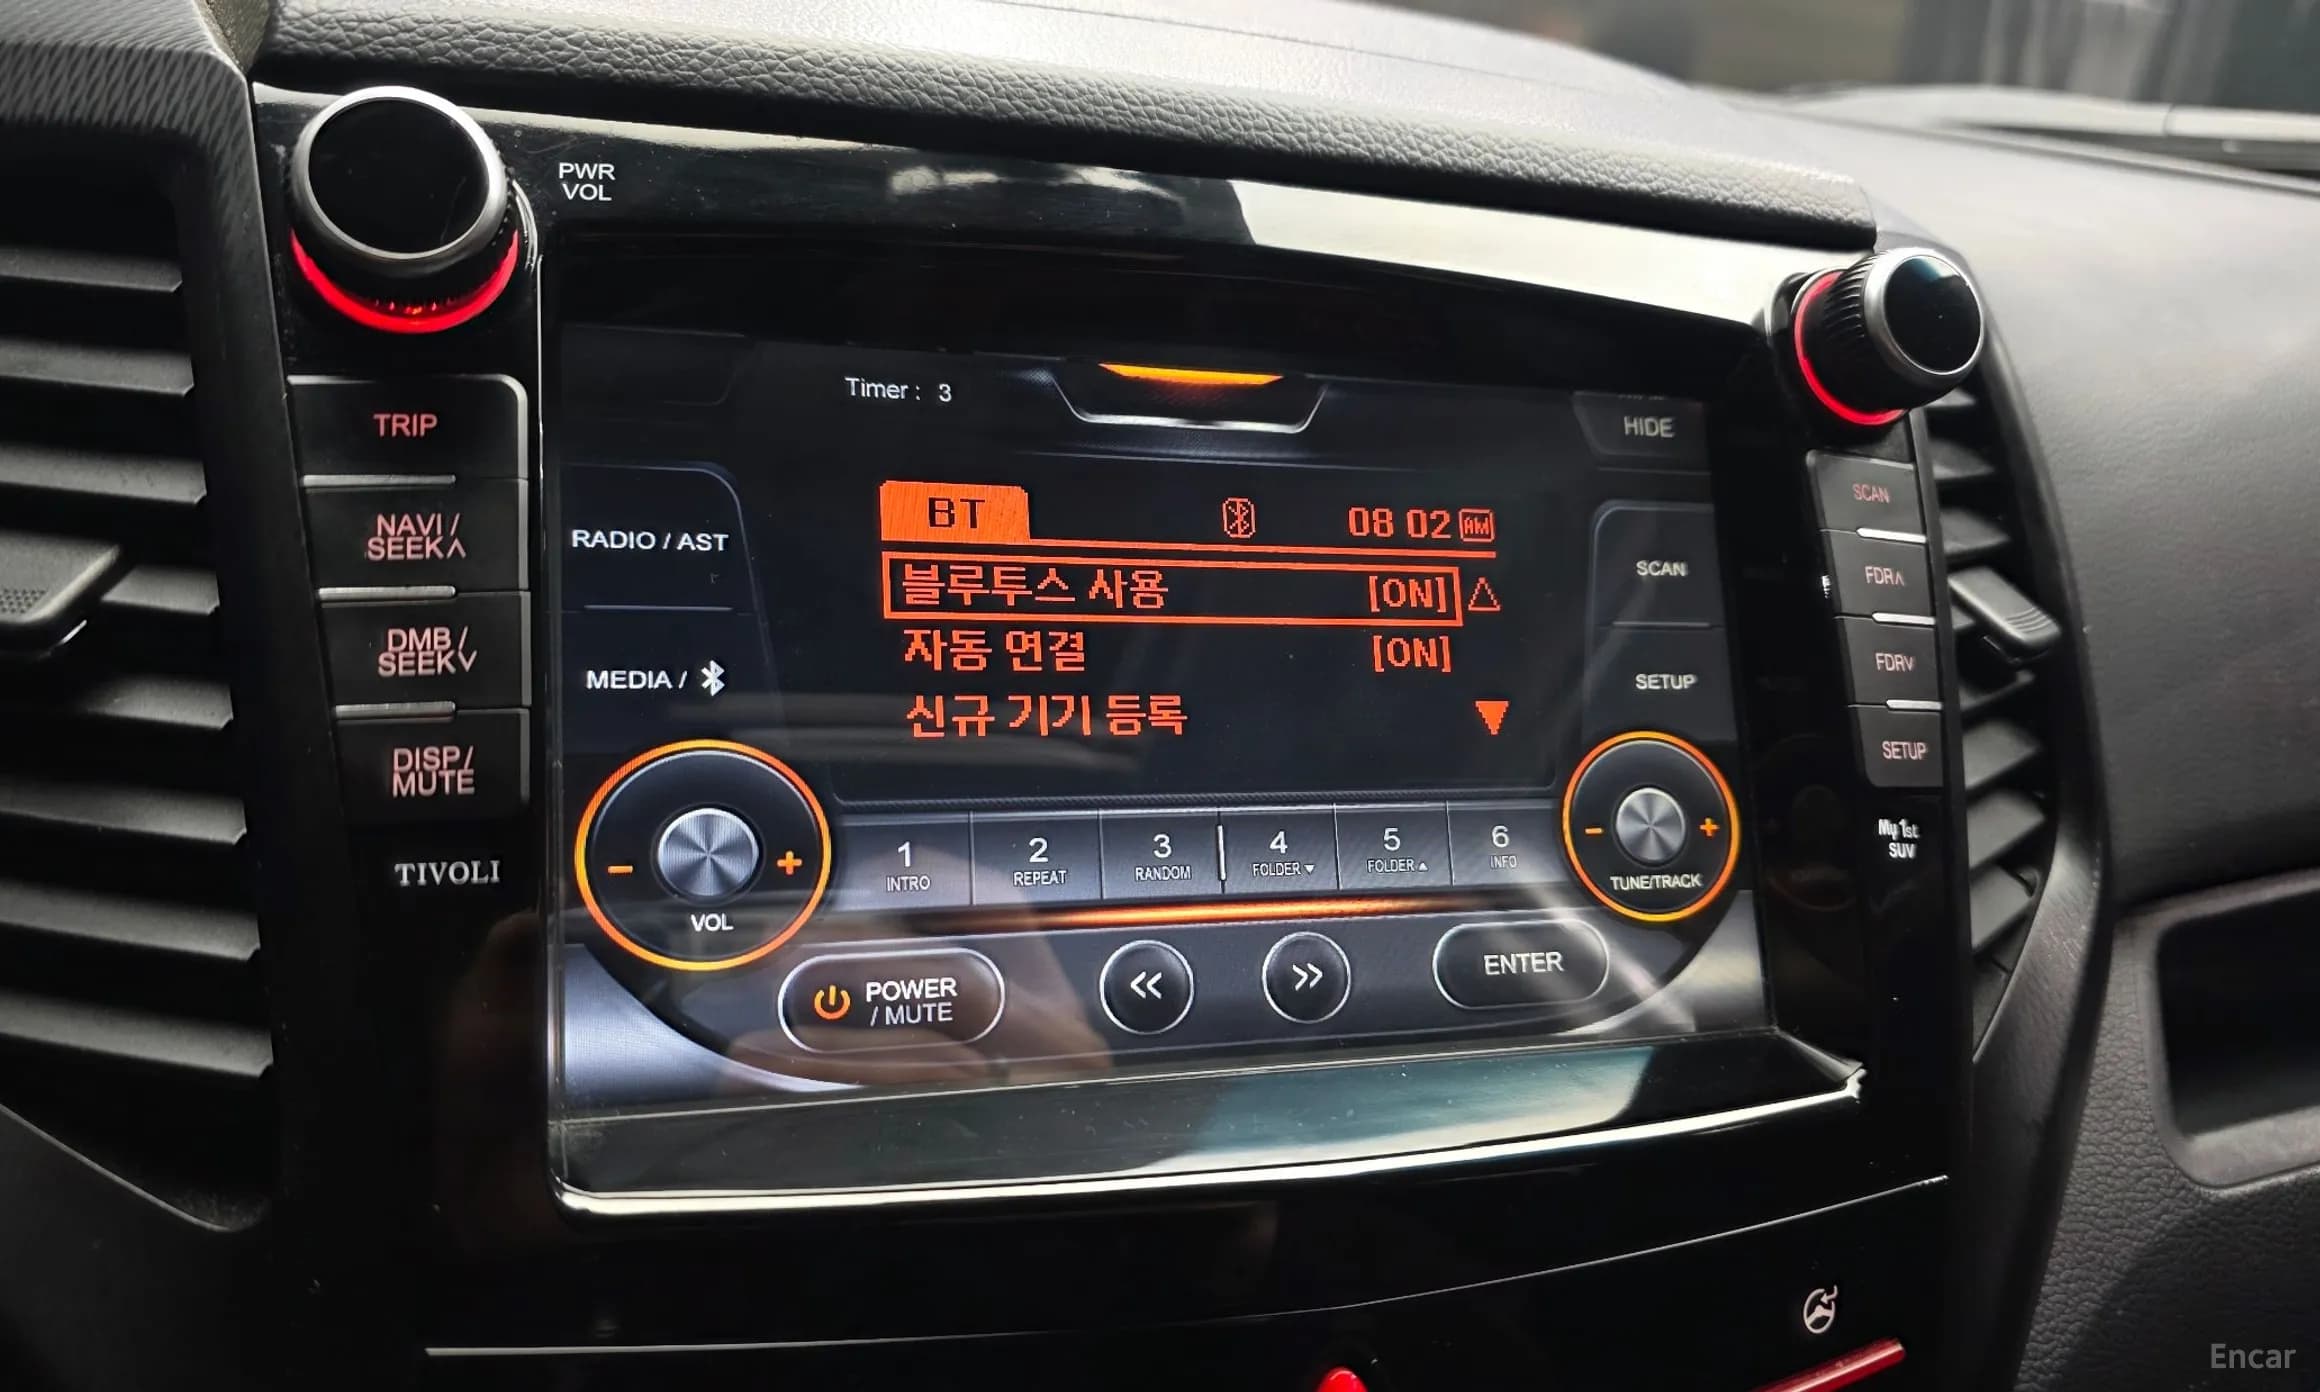 PWR
VOL
TRIP
NAVI /
SEEK∧
DMB /
SEEK∨
DISP/
MUTE
TIVOLI
Timer : 3
HIDE
RADIO / AST
MEDIA /
BT
08 02 AM
블루투스 사용 [ON]
자동 연결 [ON]
신규 기기 등록
SCAN
SETUP
- +
VOL
1
INTRO
2
REPEAT
3
RANDOM
4
FOLDER ▼
5
FOLDER ▲
6
INFO
- +
TUNE/TRACK
POWER
/ MUTE
<<
>>
ENTER
SCAN
FDR∧
FDR∨
SETUP
My 1st
SUV
Encar